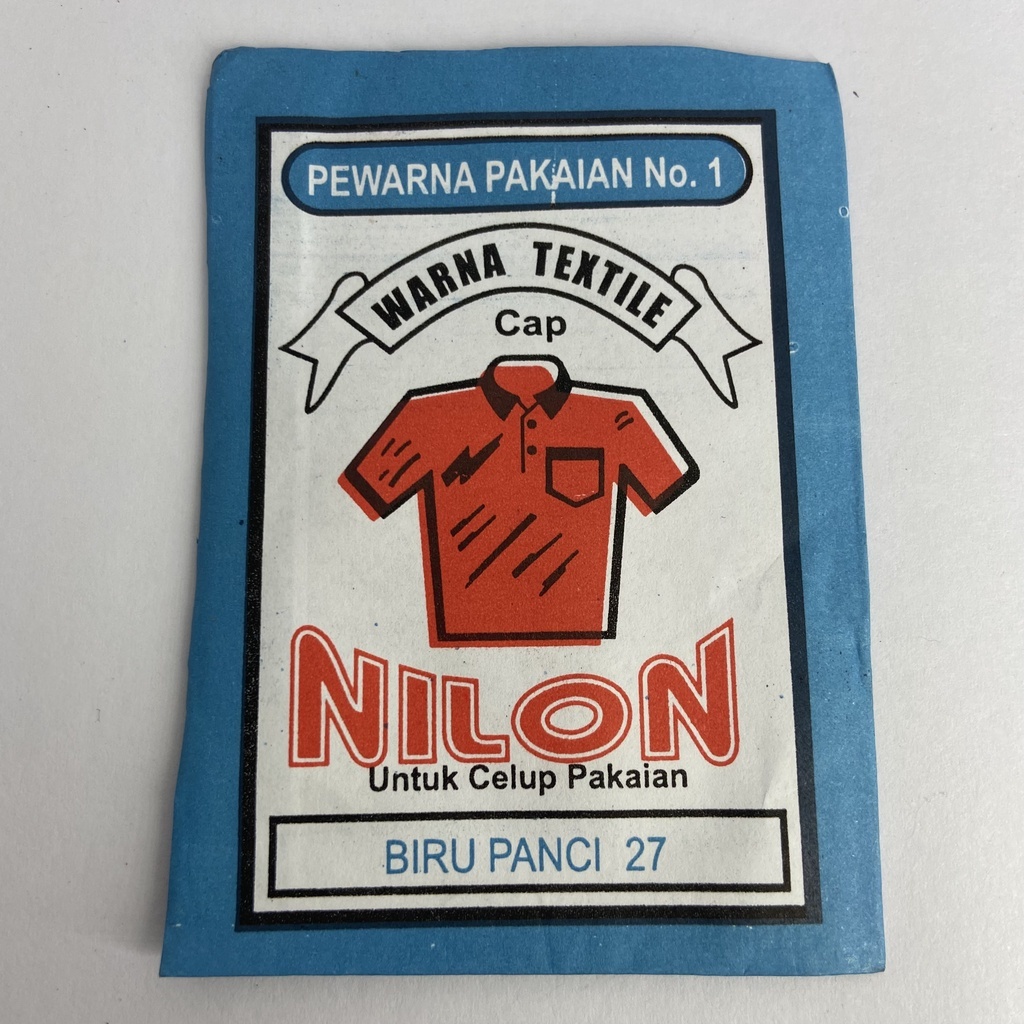 PEWARNA PAKAIAN No. 1
WARNA TEXTILE
Cap
NILON
Untuk Celup Pakaian
BIRU PANCI 27